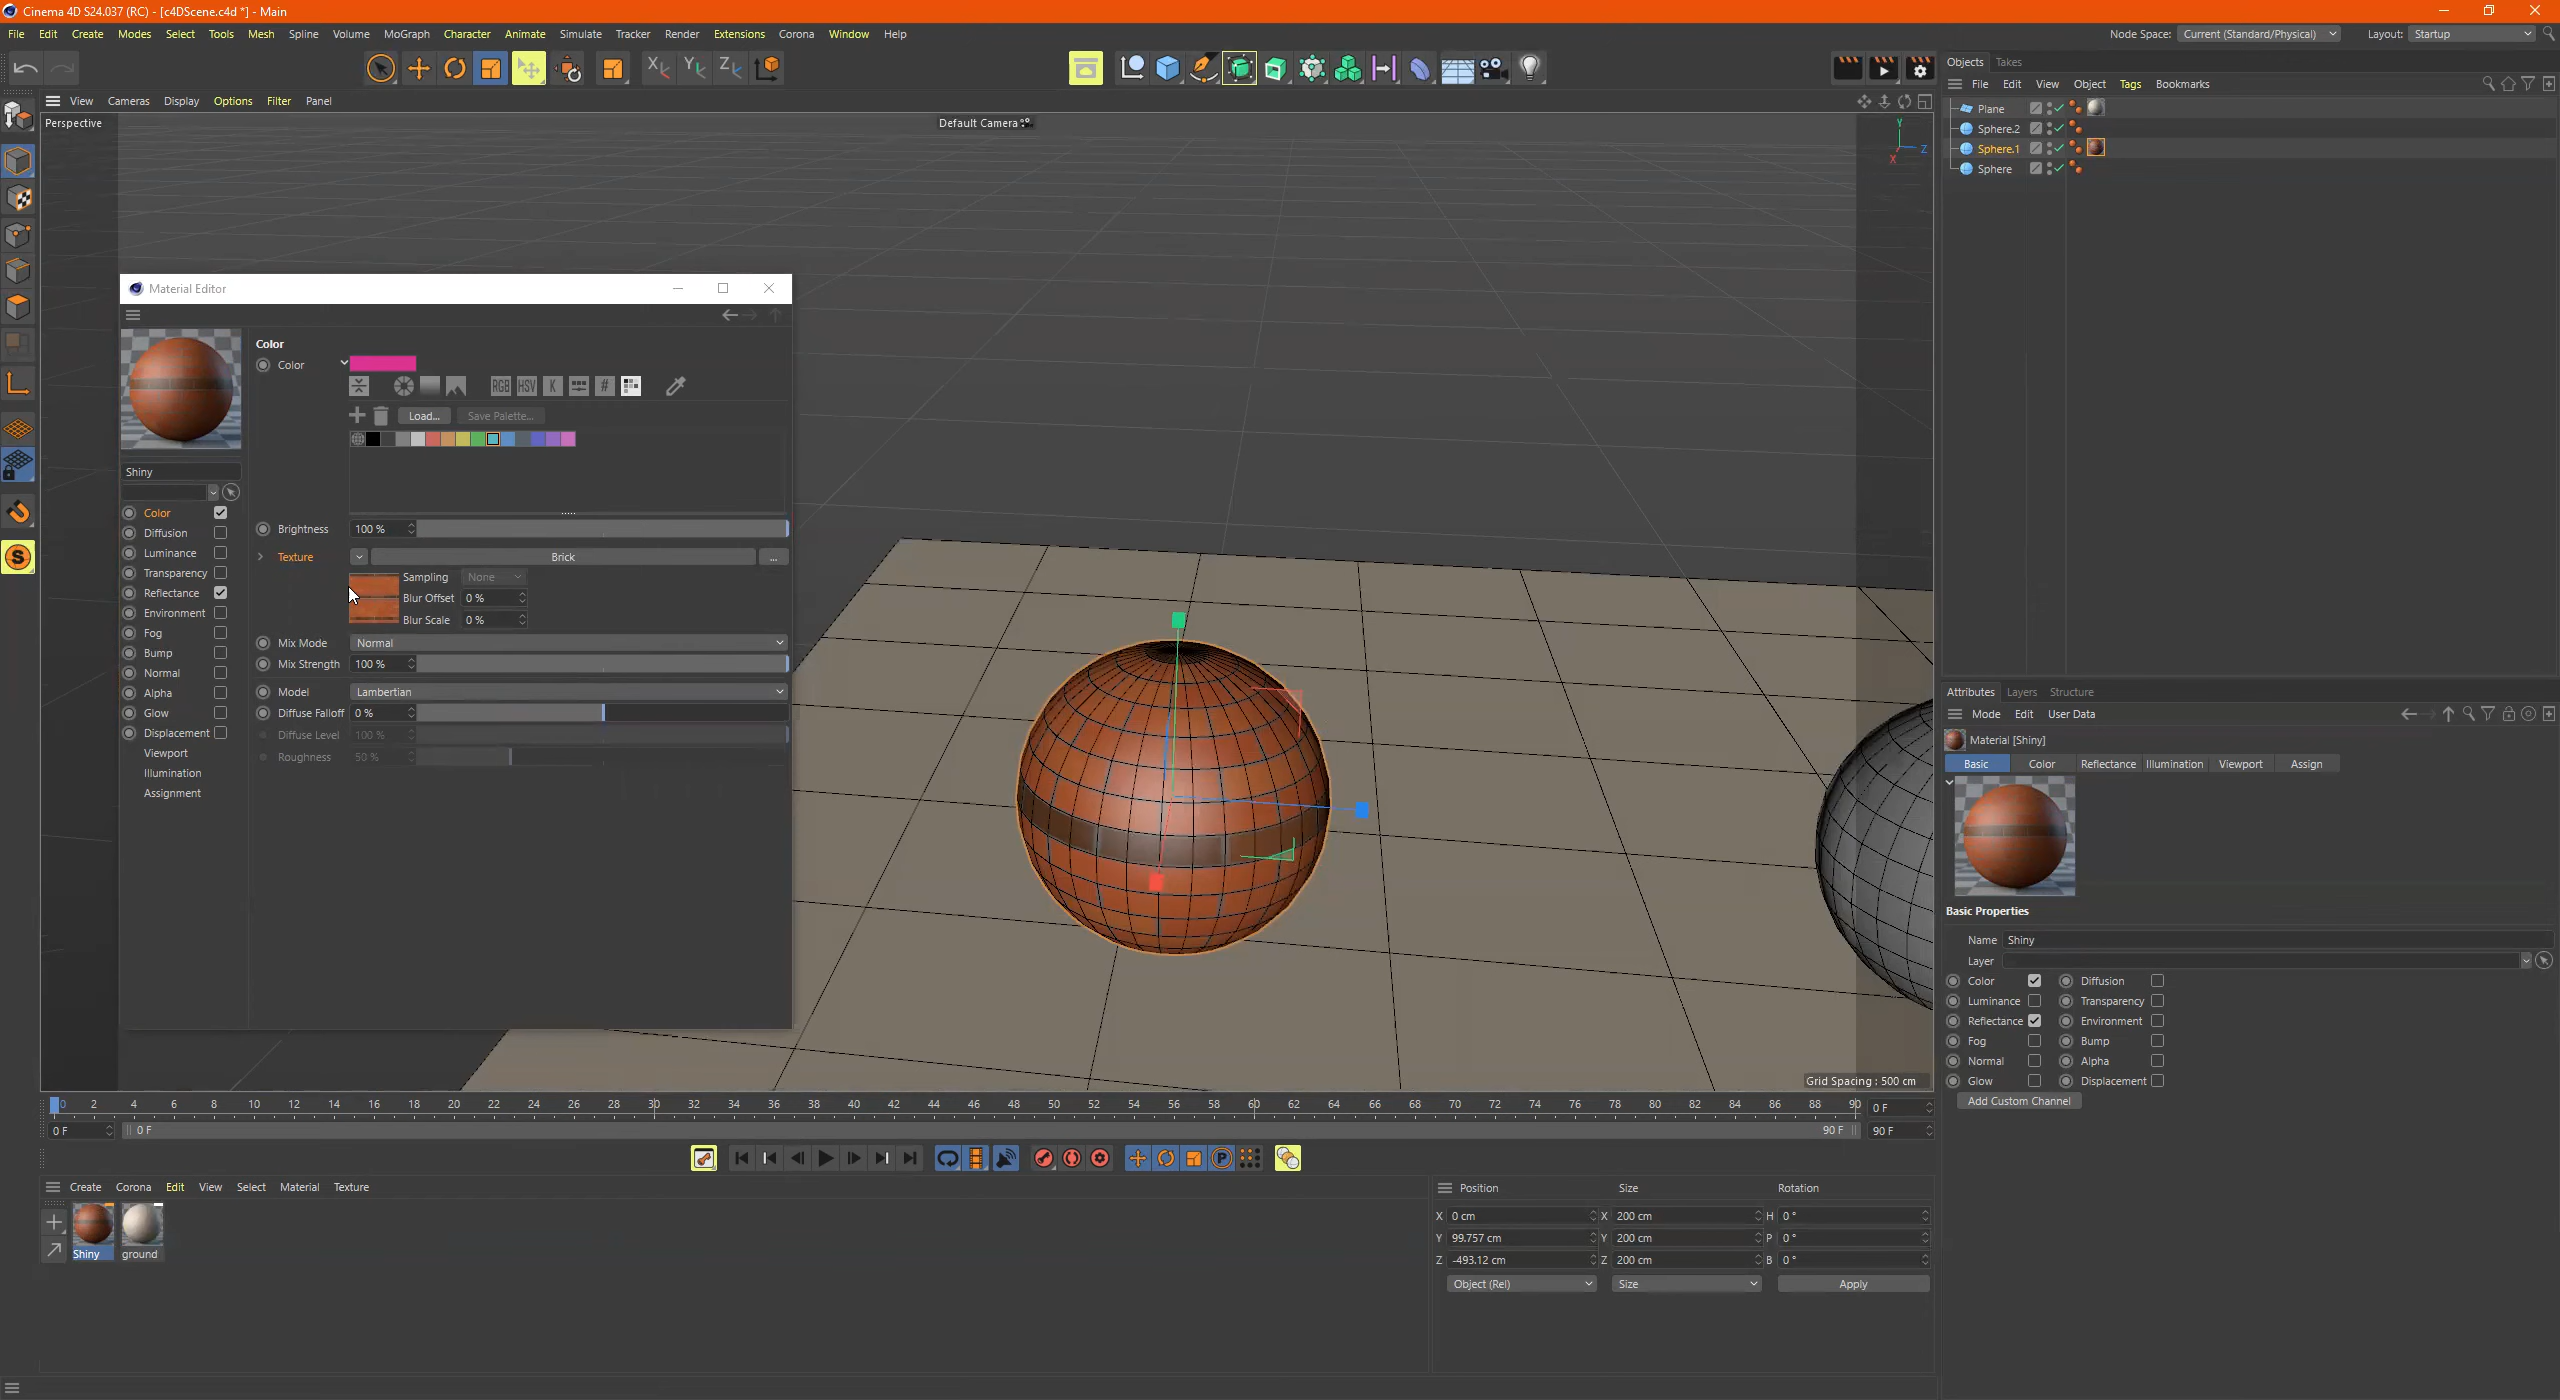 Cinema 4D S24.037 (RC) - [c4DScene.c4d *] - Main
File Edit Create Modes Select Tools Mesh Spline Volume MoGraph Character Animate Simulate Tracker Render Extensions Corona Window Help
Node Space: Current (Standard/Physical) Layout: Startup
X Y Z
Objects Takes
File Edit View Object Tags Bookmarks
Plane
Sphere.2
Sphere.1
Sphere
View Cameras Display Options Filter Panel
Perspective
Default Camera
Y
Z
X
Material Editor
Color
Color
RGB HSV K #
Load... Save Palette...
Shiny
Color
Diffusion
Luminance
Transparency
Reflectance
Environment
Fog
Bump
Normal
Alpha
Glow
Displacement
Viewport
Illumination
Assignment
Brightness 100 %
Texture Brick ...
Sampling None
Blur Offset 0 %
Blur Scale 0 %
Mix Mode Normal
Mix Strength 100 %
Model Lambertian
Diffuse Falloff 0 %
Diffuse Level 100 %
Roughness 50 %
S
Grid Spacing : 500 cm
Attributes Layers Structure
Mode Edit User Data
Material [Shiny]
Basic Color Reflectance Illumination Viewport Assign
Basic Properties
Name Shiny
Layer
Color Diffusion
Luminance Transparency
Reflectance Environment
Fog Bump
Normal Alpha
Glow Displacement
Add Custom Channel
0 2 4 6 8 10 12 14 16 18 20 22 24 26 28 30 32 34 36 38 40 42 44 46 48 50 52 54 56 58 60 62 64 66 68 70 72 74 76 78 80 82 84 86 88 90 0 F
0 F 0 F 90 F 90 F
P
Create Corona Edit View Select Material Texture
Shiny ground
Position Size Rotation
X 0 cm X 200 cm H 0 °
Y 99.757 cm Y 200 cm P 0 °
Z -493.12 cm Z 200 cm B 0 °
Object (Rel) Size Apply